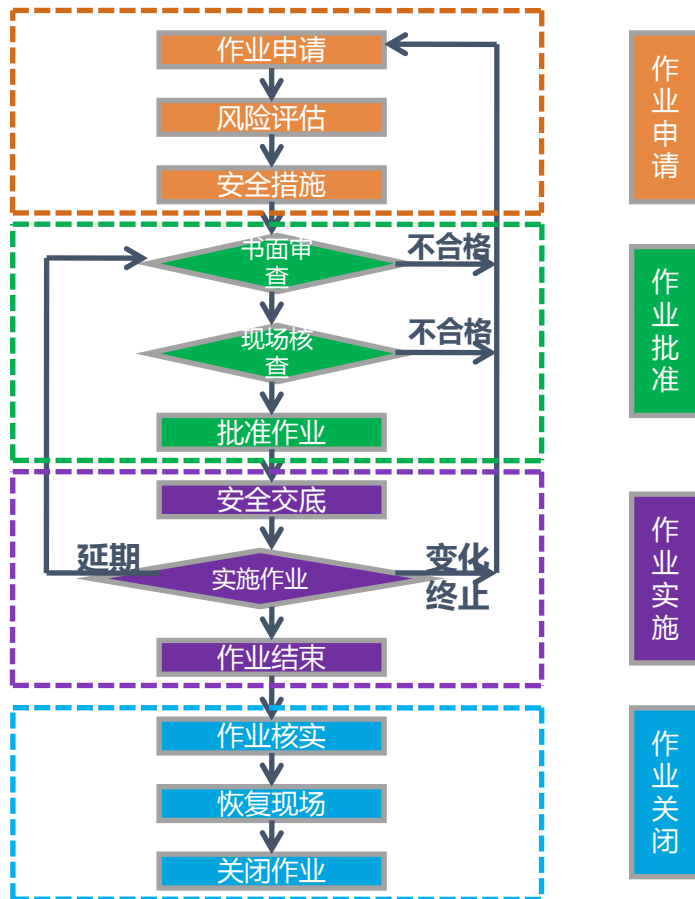 作业申请
风险评估
安全措施
书面审
查
不合格
现场核
查
不合格
批准作业
安全交底
延期
实施作业
变化
终止
作业结束
作业核实
恢复现场
关闭作业
作业申请
作业批准
作业实施
作业关闭